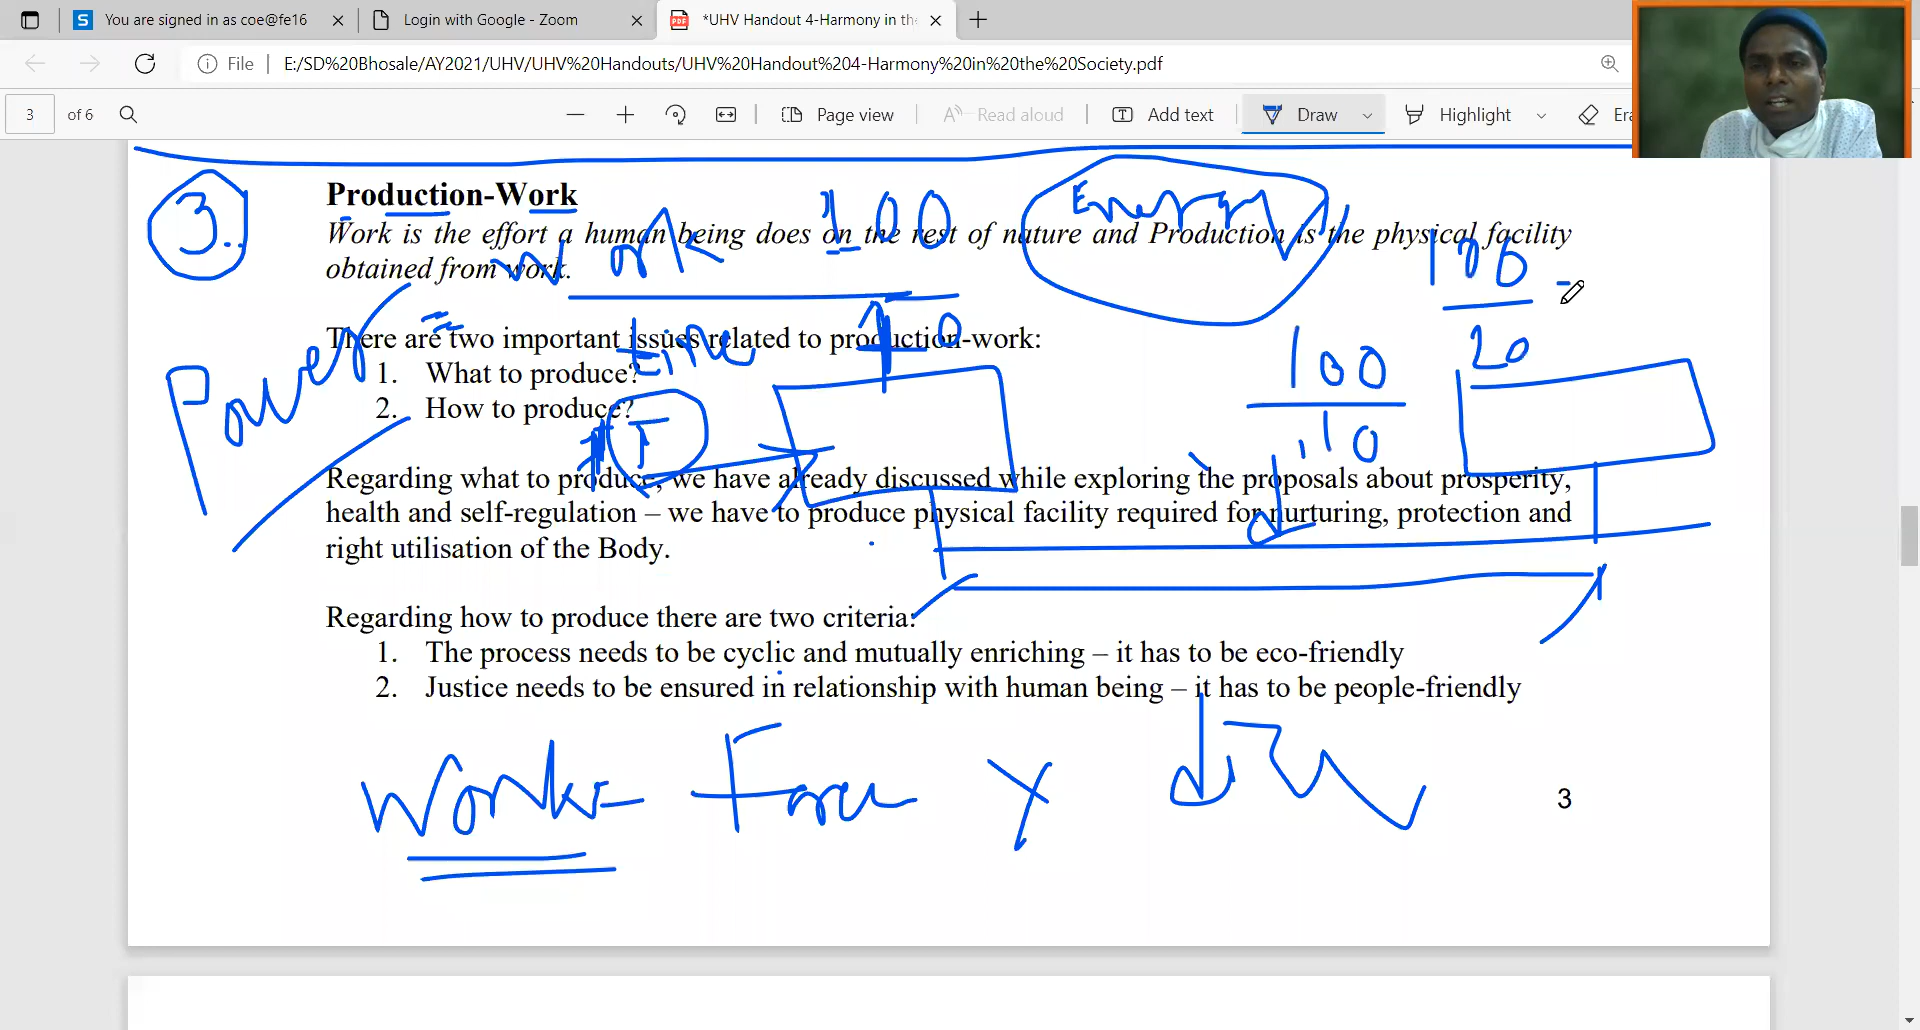 You are signed in as coe@fe16
Login with Google - Zoom
*UHV Handout 4-Harmony in the
File
E:/SD%20Bhosale/AY2021/UHV/UHV%20Handouts/UHV%20Handout%204-Harmony%20in%20the%20Society.pdf
3 of 6
Page view
Read aloud
Add text
Draw
Highlight
Era
3.
Production-Work
100
Energy
Work is the effort a human being does on the rest of nature and Production is the physical facility
obtained from work.
Work
100
20
Power
time
10
There are two important issues related to production-work:
1. What to produce?
2. How to produce?
F
100
10
Regarding what to produce, we have already discussed while exploring the proposals about prosperity,
health and self-regulation – we have to produce physical facility required for nurturing, protection and
right utilisation of the Body.
d
Regarding how to produce there are two criteria:
1. The process needs to be cyclic and mutually enriching – it has to be eco-friendly
2. Justice needs to be ensured in relationship with human being – it has to be people-friendly
Work = Force x
3